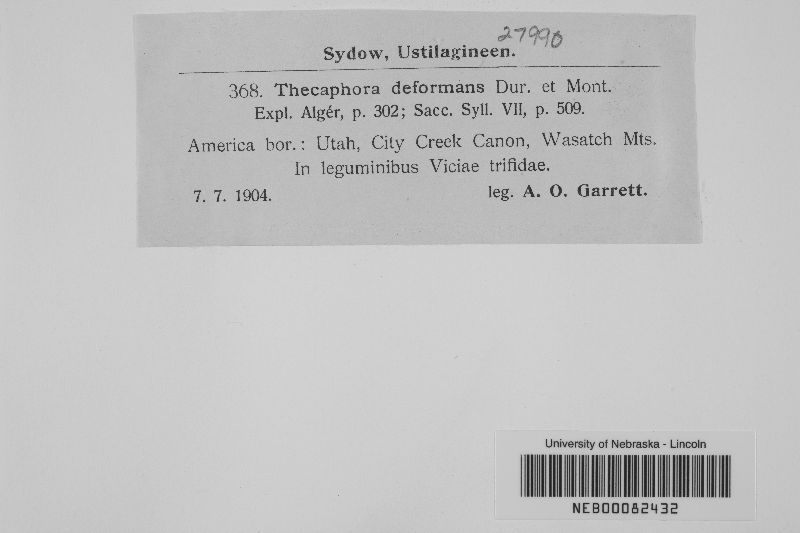 27990
Sydow, Ustilagineen.
368. Thecaphora deformans Dur. et Mont.
Expl. Algér, p. 302; Sacc. Syll. VII, p. 509.
America bor.: Utah, City Creek Canon, Wasatch Mts.
In leguminibus Viciae trifidae.
7. 7. 1904. leg. A. O. Garrett.
University of Nebraska - Lincoln
NEB00082432